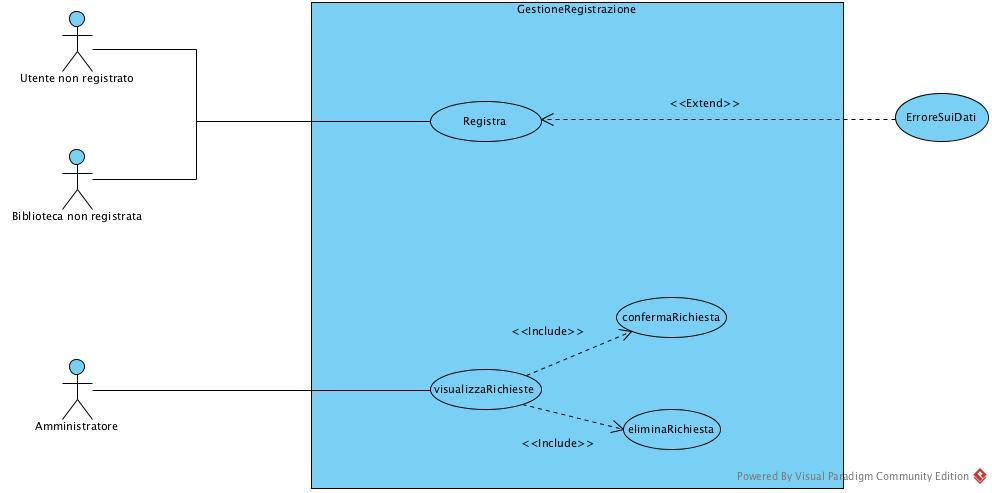 GestioneRegistrazione
Utente non registrato
<<Extend>>
Registra
ErroreSuiDati
Biblioteca non registrata
confermaRichiesta
<<Include>>
visualizzaRichieste
Amministratore
eliminaRichiesta
<<Include>>
Powered By Visual Paradigm Community Edition